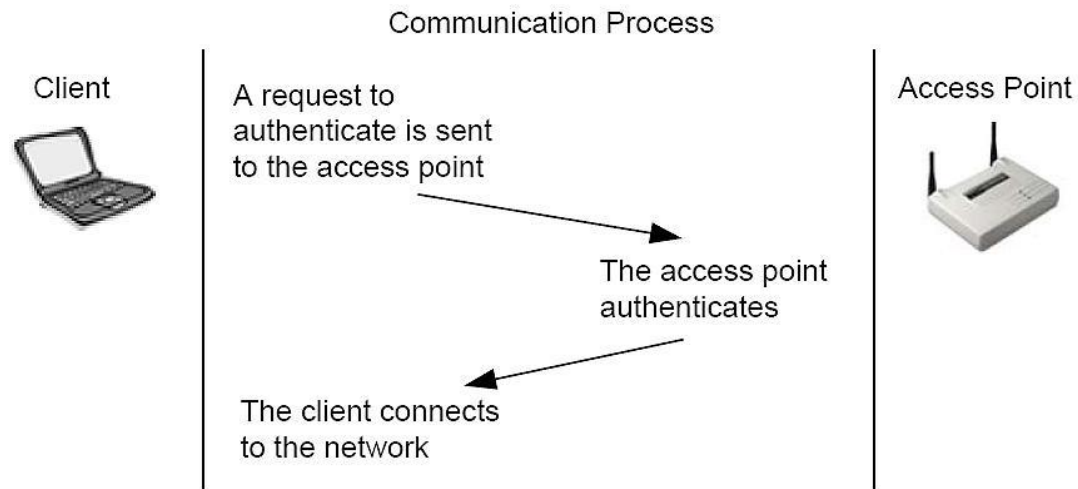 Communication Process
Client
Access Point
A request to
authenticate is sent
to the access point
The access point
authenticates
The client connects
to the network